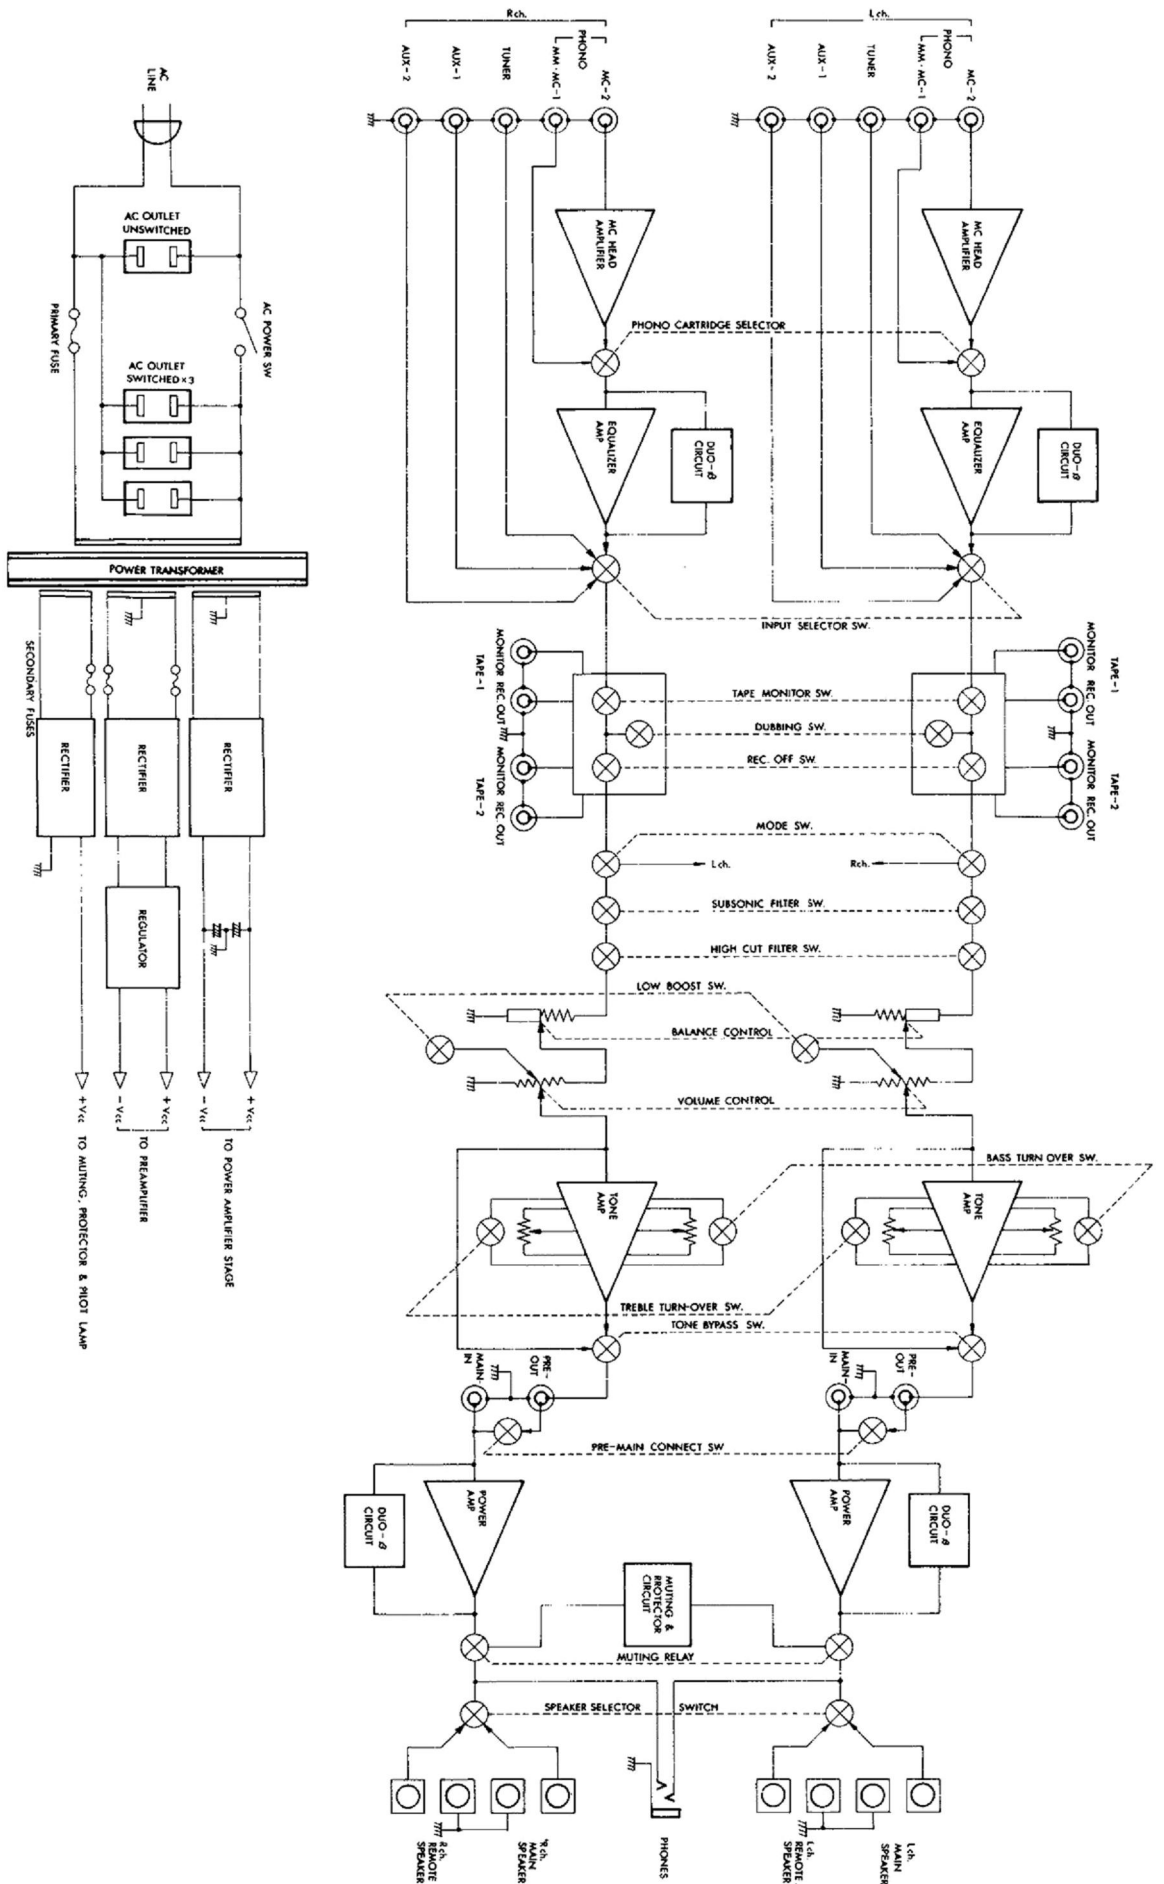 Rch.
PHONO
AUX-2
AUX-1
TUNER
MM·MC-1
MC-2
Lch.
PHONO
AUX-2
AUX-1
TUNER
MM·MC-1
MC-2
AC
LINE
AC OUTLET
UNSWITCHED
PRIMARY FUSE
AC POWER SW
AC OUTLET
SWITCHED×3
POWER TRANSFORMER
SECONDARY FUSES
RECTIFIER
RECTIFIER
RECTIFIER
REGULATOR
+Vcc
-Vcc
+Vcc
-Vcc
+Vcc
TO MUTING, PROTECTOR & PILOT LAMP
TO PREAMPLIFIER
TO POWER AMPLIFIER STAGE
MC HEAD
AMPLIFIER
MC HEAD
AMPLIFIER
PHONO CARTRIDGE SELECTOR
EQUALIZER
AMP
DUO-β
CIRCUIT
EQUALIZER
AMP
DUO-β
CIRCUIT
INPUT SELECTOR SW.
TAPE-1
MONITOR REC. OUT
MONITOR REC. OUT
TAPE-2
TAPE MONITOR SW.
DUBBING SW.
REC. OFF SW.
TAPE-1
MONITOR REC. OUT
MONITOR REC. OUT
TAPE-2
MODE SW.
Lch.
Rch.
SUBSONIC FILTER SW.
HIGH CUT FILTER SW.
LOW BOOST SW.
BALANCE CONTROL
VOLUME CONTROL
BASS TURN OVER SW.
TONE
AMP
TONE
AMP
TREBLE TURN-OVER SW.
TONE BYPASS SW.
MAIN-
IN
PRE-
OUT
MAIN-
IN
PRE-
OUT
PRE-MAIN CONNECT SW
DUO-β
CIRCUIT
POWER
AMP
POWER
AMP
DUO-β
CIRCUIT
MUTING &
RROTECTOR
CIRCUIT
MUTING RELAY
SPEAKER SELECTOR SWITCH
Rch.
REMOTE
SPEAKER
Rch.
MAIN
SPEAKER
PHONES
Lch.
REMOTE
SPEAKER
Lch.
MAIN
SPEAKER